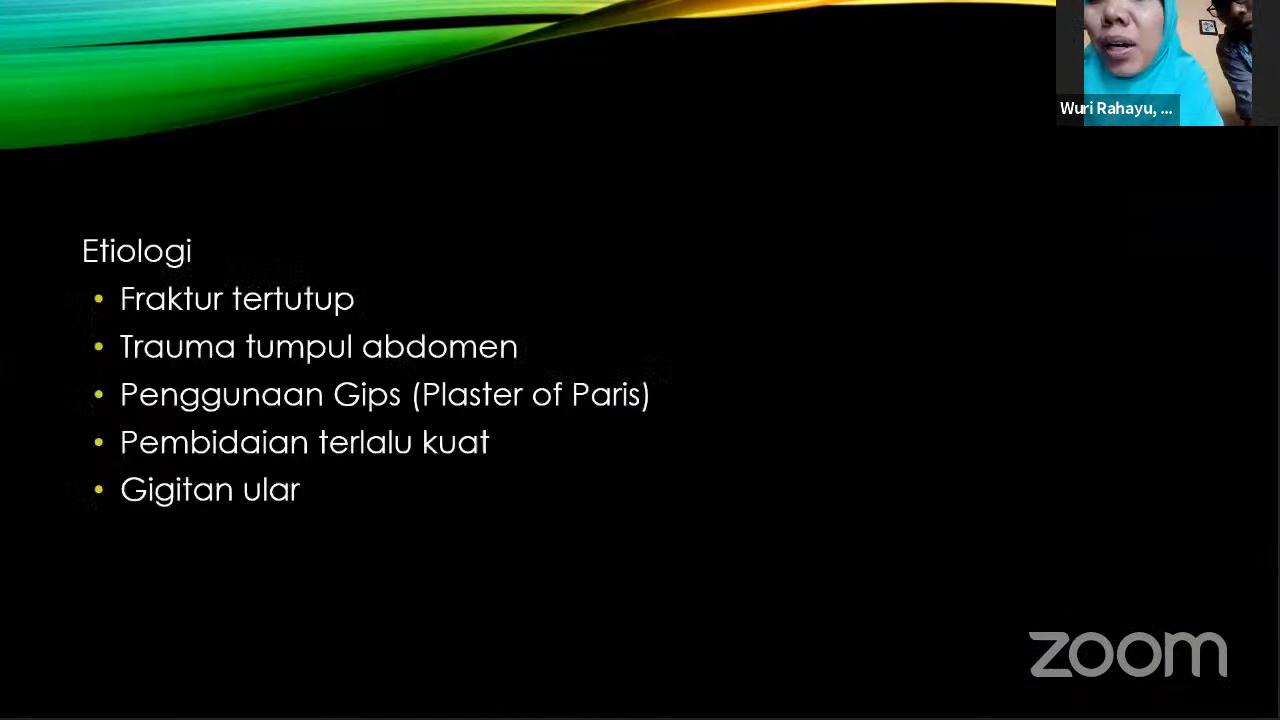 Wuri Rahayu, ...
Etiologi
• Fraktur tertutup
• Trauma tumpul abdomen
• Penggunaan Gips (Plaster of Paris)
• Pembidaian terlalu kuat
• Gigitan ular
zoom